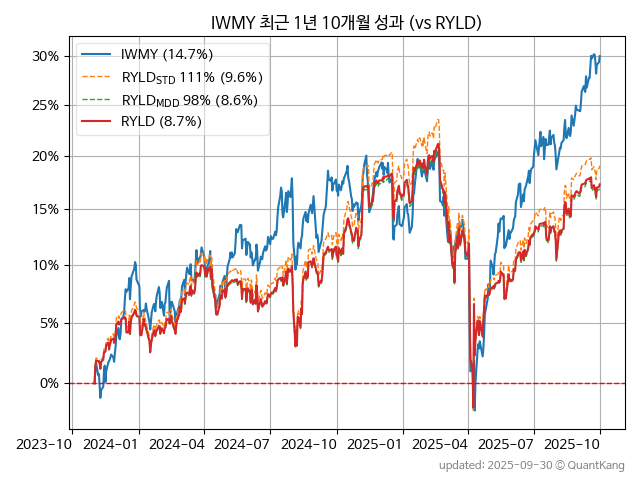 IWMY 최근 1년 10개월 성과 (vs RYLD)
IWMY (14.7%)
RYLD_STD 111% (9.6%)
RYLD_MDD 98% (8.6%)
RYLD (8.7%)
30%
25%
20%
15%
10%
5%
0%
2023-10 2024-01 2024-04 2024-07 2024-10 2025-01 2025-04 2025-07 2025-10
updated: 2025-09-30 © QuantKang